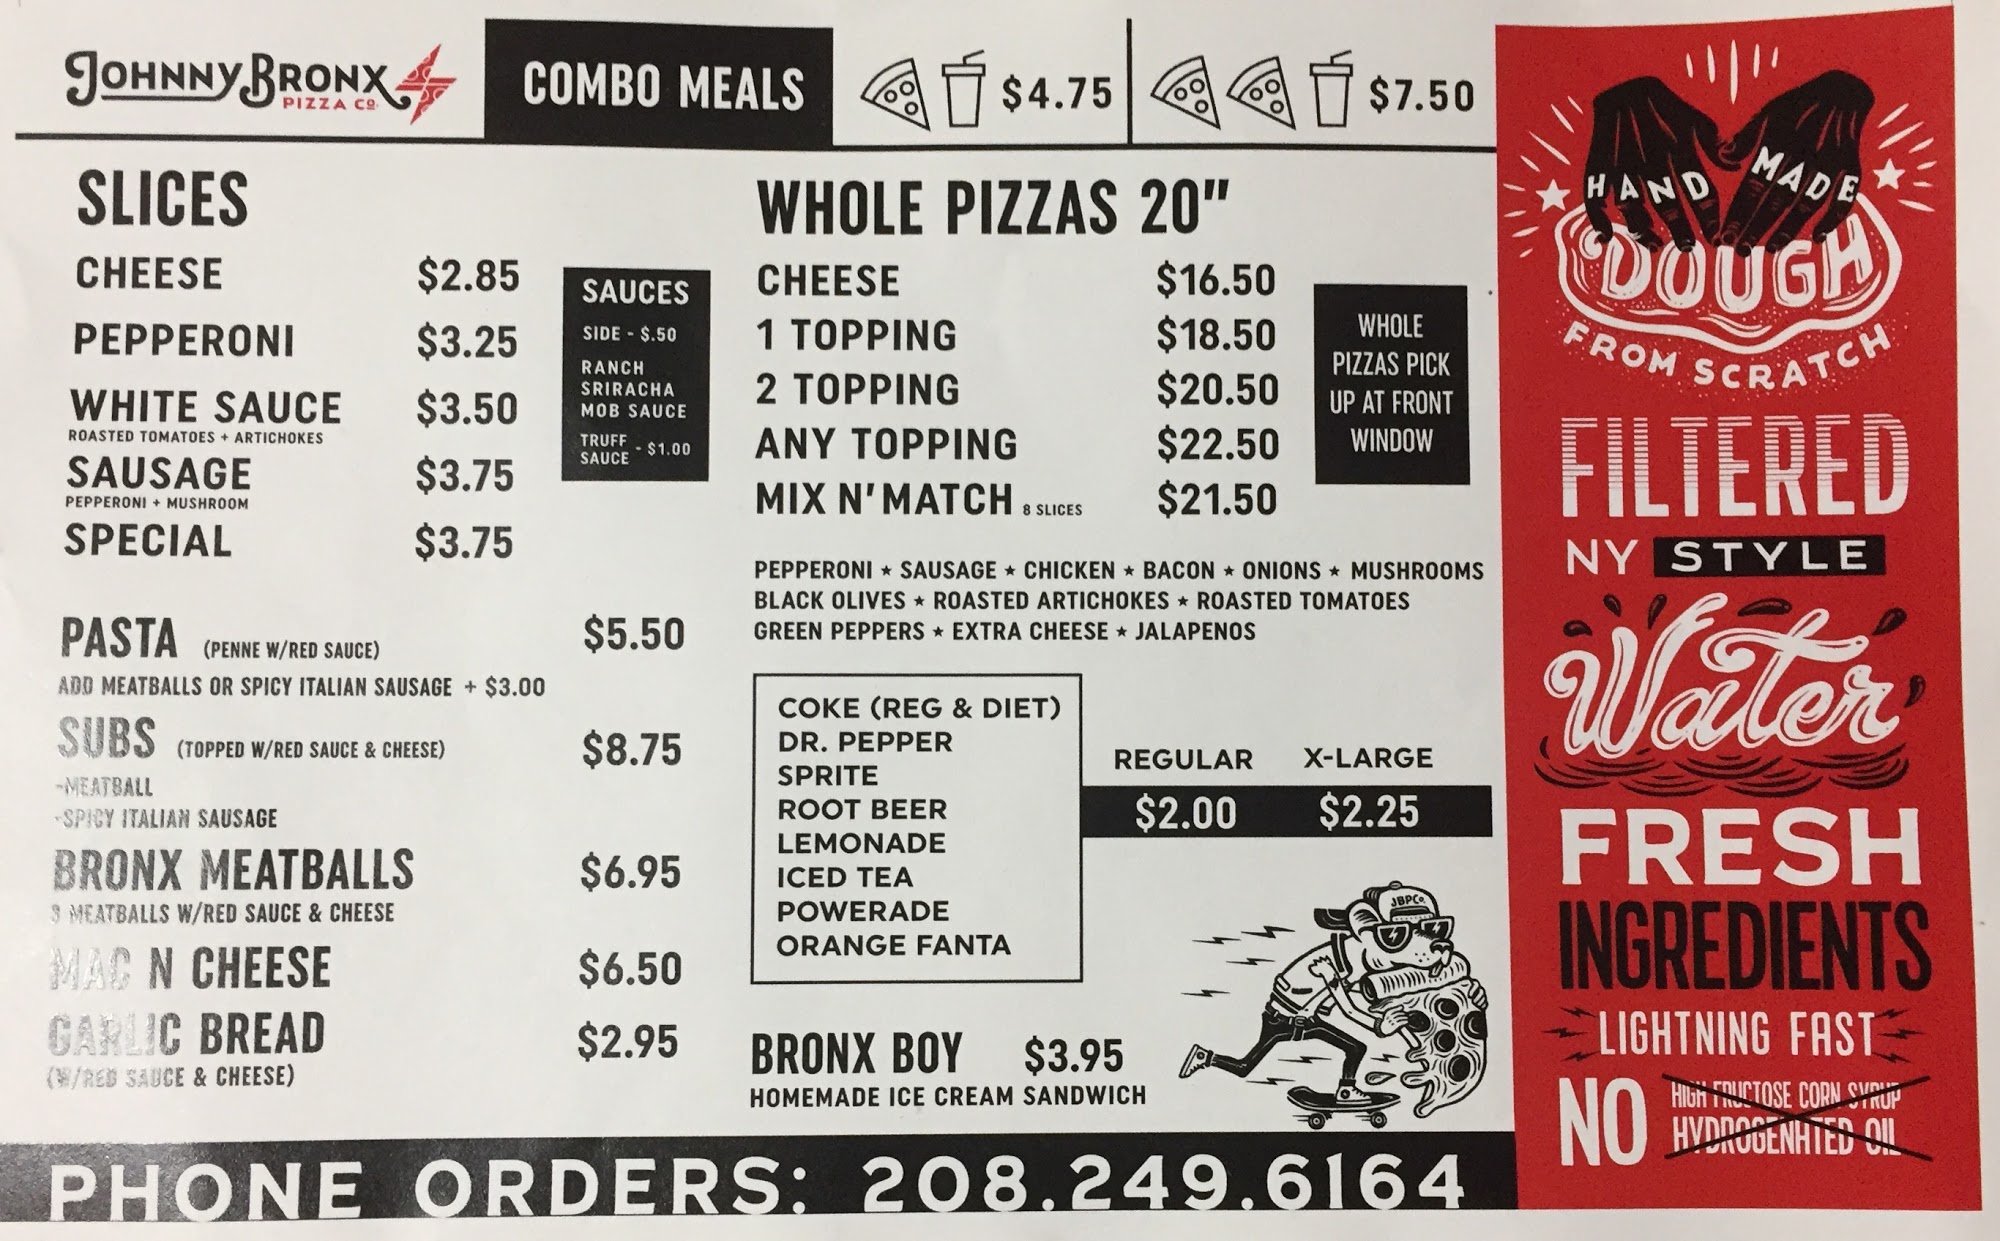 JOHNNY BRONX
PIZZA CO.
COMBO MEALS
$4.75
$7.50
SLICES
CHEESE $2.85
PEPPERONI $3.25
WHITE SAUCE $3.50
ROASTED TOMATOES + ARTICHOKES
SAUSAGE $3.75
PEPPERONI + MUSHROOM
SPECIAL $3.75
SAUCES
SIDE - $.50
RANCH
SRIRACHA
MOB SAUCE
TRUFF
SAUCE - $1.00
PASTA (PENNE W/RED SAUCE) $5.50
ADD MEATBALLS OR SPICY ITALIAN SAUSAGE + $3.00
SUBS (TOPPED W/RED SAUCE & CHEESE) $8.75
-MEATBALL
-SPICY ITALIAN SAUSAGE
BRONX MEATBALLS $6.95
3 MEATBALLS W/RED SAUCE & CHEESE
MAC N CHEESE $6.50
GARLIC BREAD $2.95
(W/RED SAUCE & CHEESE)
WHOLE PIZZAS 20"
CHEESE $16.50
1 TOPPING $18.50
2 TOPPING $20.50
ANY TOPPING $22.50
MIX N' MATCH 8 SLICES $21.50
WHOLE
PIZZAS PICK
UP AT FRONT
WINDOW
PEPPERONI ★ SAUSAGE ★ CHICKEN ★ BACON ★ ONIONS ★ MUSHROOMS
BLACK OLIVES ★ ROASTED ARTICHOKES ★ ROASTED TOMATOES
GREEN PEPPERS ★ EXTRA CHEESE ★ JALAPENOS
COKE (REG & DIET)
DR. PEPPER
SPRITE
ROOT BEER
LEMONADE
ICED TEA
POWERADE
ORANGE FANTA
REGULAR X-LARGE
$2.00 $2.25
BRONX BOY $3.95
HOMEMADE ICE CREAM SANDWICH
JBPCo.
PHONE ORDERS: 208.249.6164
HAND MADE
DOUGH
FROM SCRATCH
FILTERED
NY STYLE
Water
FRESH
INGREDIENTS
LIGHTNING FAST
NO HIGH FRUCTOSE CORN SYRUP
HYDROGENATED OIL